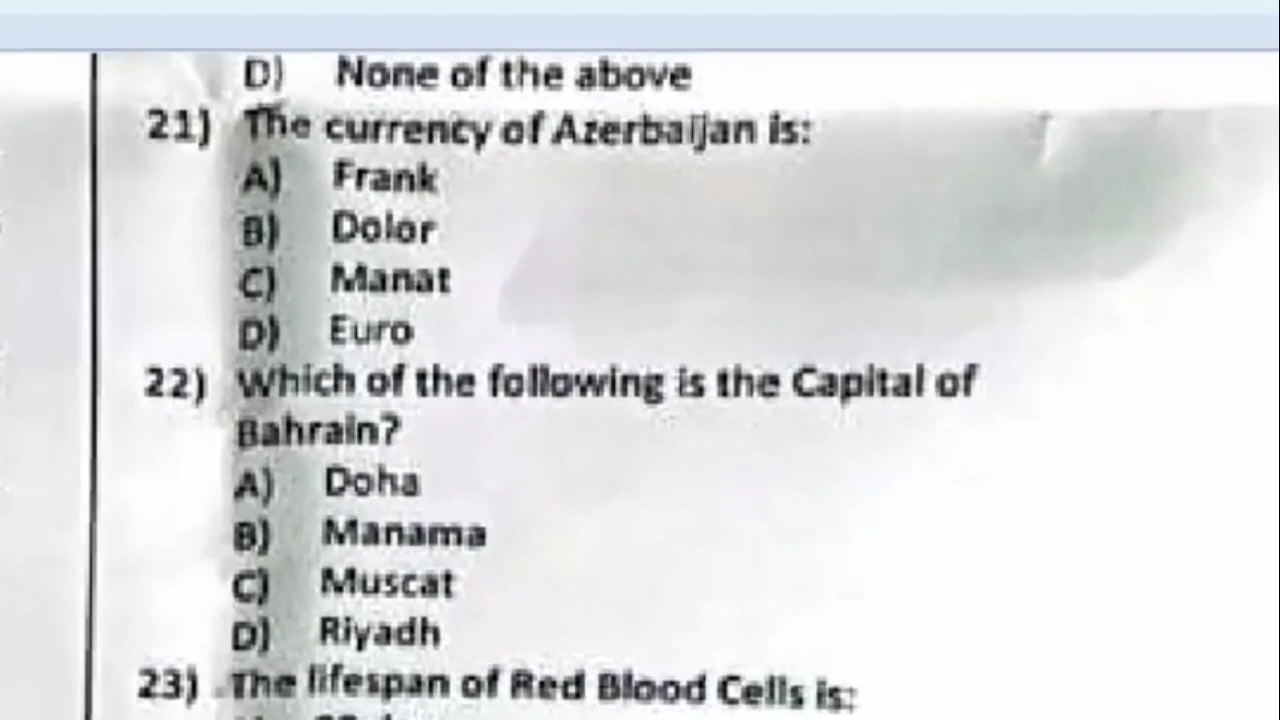 D) None of the above
21) The currency of Azerbaijan is:
A) Frank
B) Dolor
C) Manat
D) Euro
22) Which of the following is the Capital of
Bahrain?
A) Doha
B) Manama
C) Muscat
D) Riyadh
23) The lifespan of Red Blood Cells is: